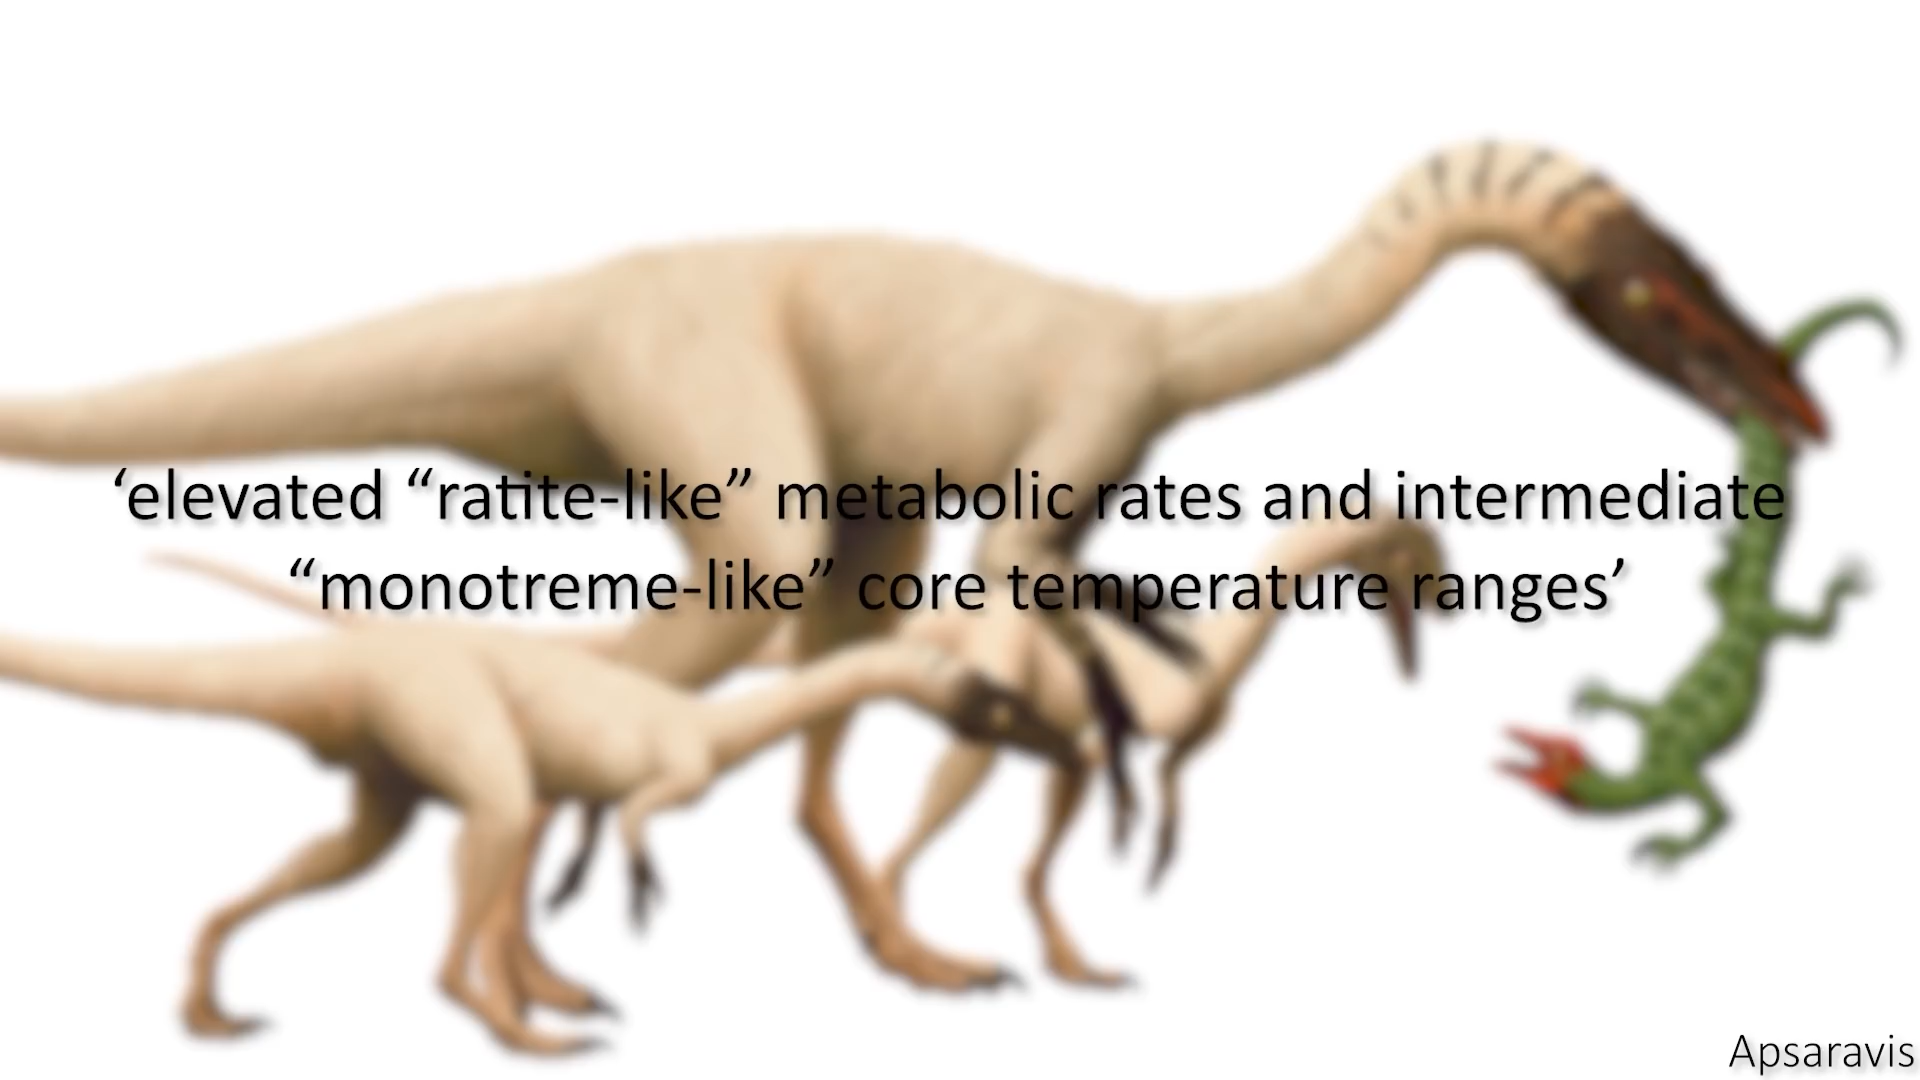 ‘elevated “ratite-like” metabolic rates and intermediate
“monotreme-like” core temperature ranges’
Apsaravis